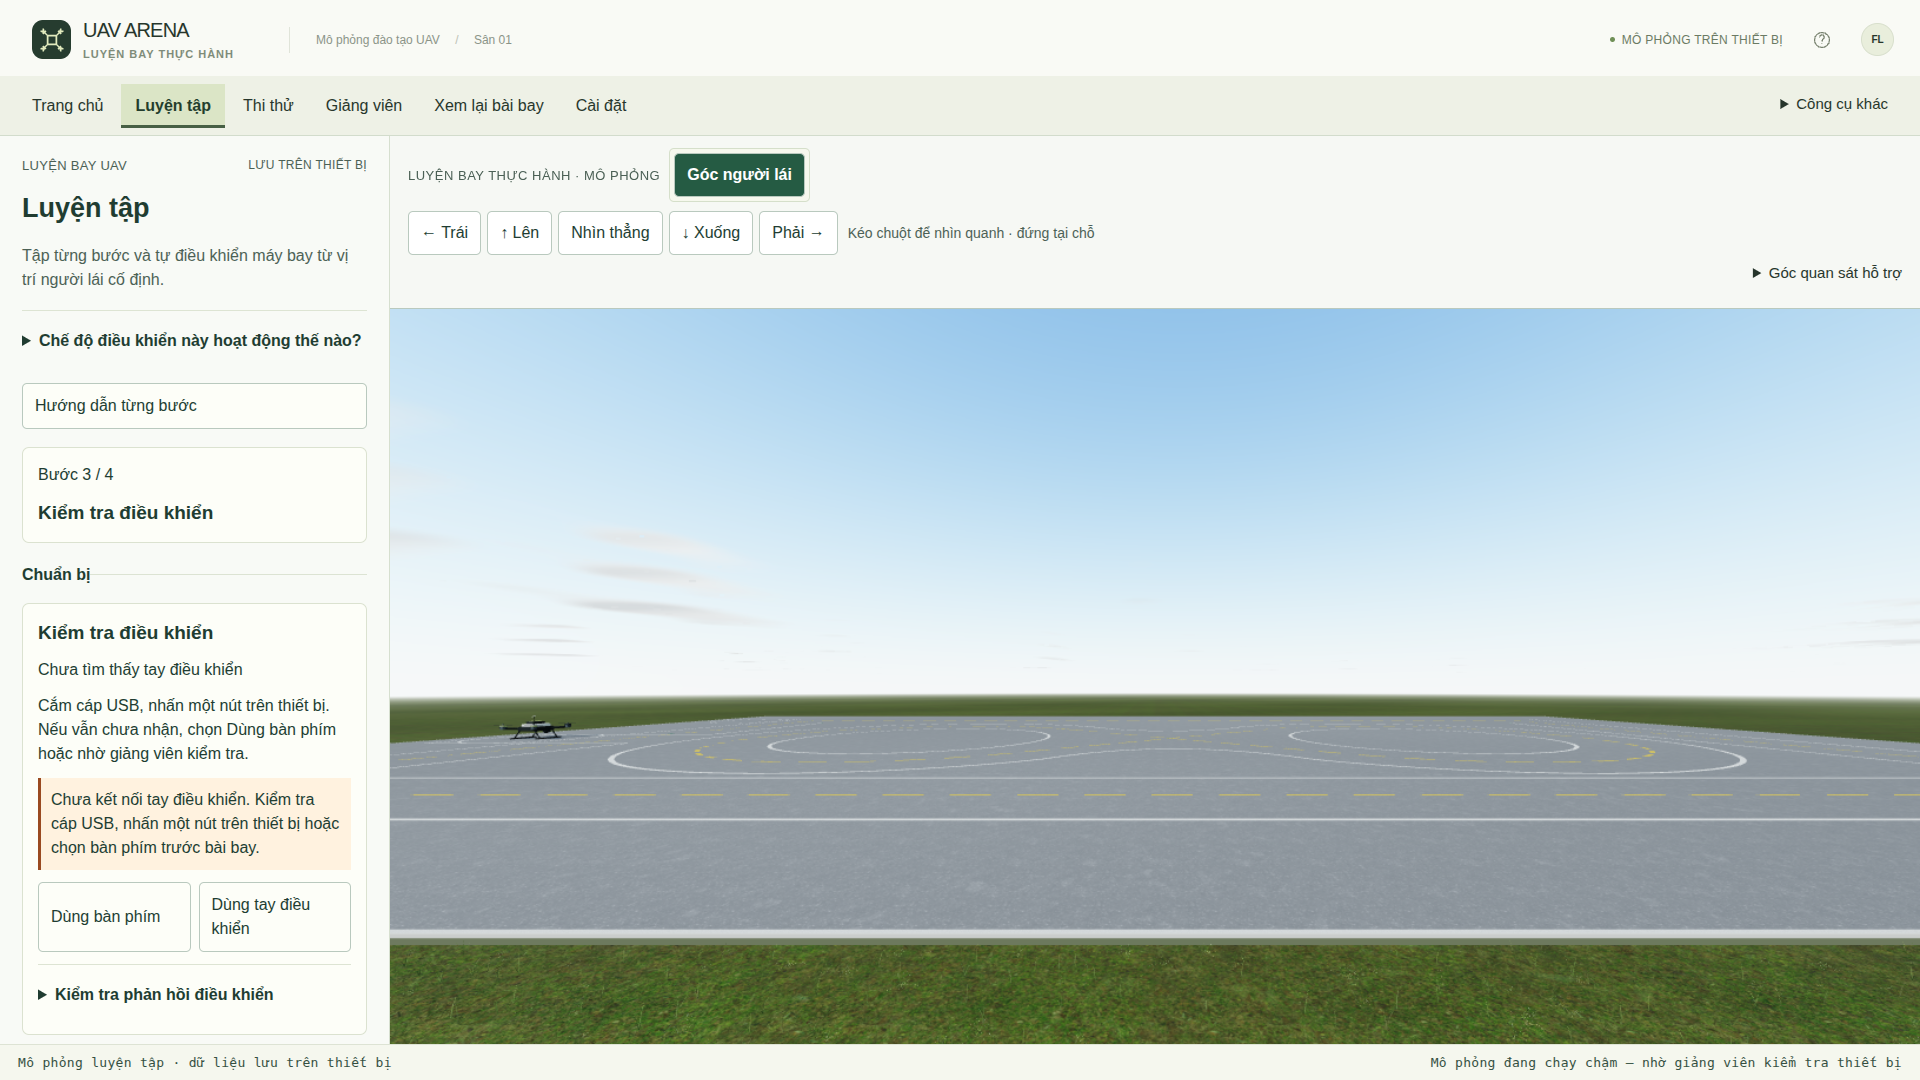 UAV ARENA
LUYỆN BAY THỰC HÀNH
Mô phỏng đào tạo UAV / Sân 01
MÔ PHỎNG TRÊN THIẾT BỊ
?
FL
Trang chủ
Luyện tập
Thi thử
Giảng viên
Xem lại bài bay
Cài đặt
▶ Công cụ khác
LUYỆN BAY UAV
LƯU TRÊN THIẾT BỊ
Luyện tập
Tập từng bước và tự điều khiển máy bay từ vị
trí người lái cố định.
▶ Chế độ điều khiển này hoạt động thế nào?
Hướng dẫn từng bước
Bước 3 / 4
Kiểm tra điều khiển
Chuẩn bị
Kiểm tra điều khiển
Chưa tìm thấy tay điều khiển
Cắm cáp USB, nhấn một nút trên thiết bị.
Nếu vẫn chưa nhận, chọn Dùng bàn phím
hoặc nhờ giảng viên kiểm tra.
Chưa kết nối tay điều khiển. Kiểm tra
cáp USB, nhấn một nút trên thiết bị hoặc
chọn bàn phím trước bài bay.
Dùng bàn phím
Dùng tay điều
khiển
▶ Kiểm tra phản hồi điều khiển
LUYỆN BAY THỰC HÀNH · MÔ PHỎNG
Góc người lái
← Trái
↑ Lên
Nhìn thẳng
↓ Xuống
Phải →
Kéo chuột để nhìn quanh · đứng tại chỗ
▶ Góc quan sát hỗ trợ
Mô phỏng luyện tập · dữ liệu lưu trên thiết bị
Mô phỏng đang chạy chậm — nhờ giảng viên kiểm tra thiết bị